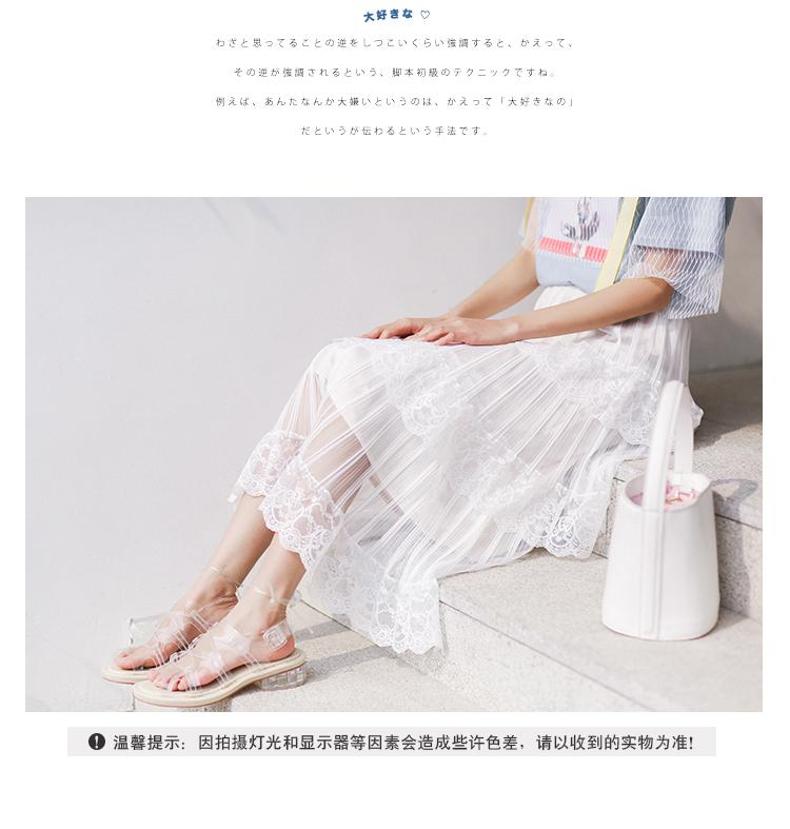 大好きな ♡
わざと思ってることの逆をしつこいくらい強調すると、かえって、
その逆が強調されるという、脚本初級のテクニックですね。
例えば、あんたなんか大嫌いというのは、かえって「大好きなの」
だというが伝わるという手法です。
温馨提示：因拍摄灯光和显示器等因素会造成些许色差，请以收到的实物为准!